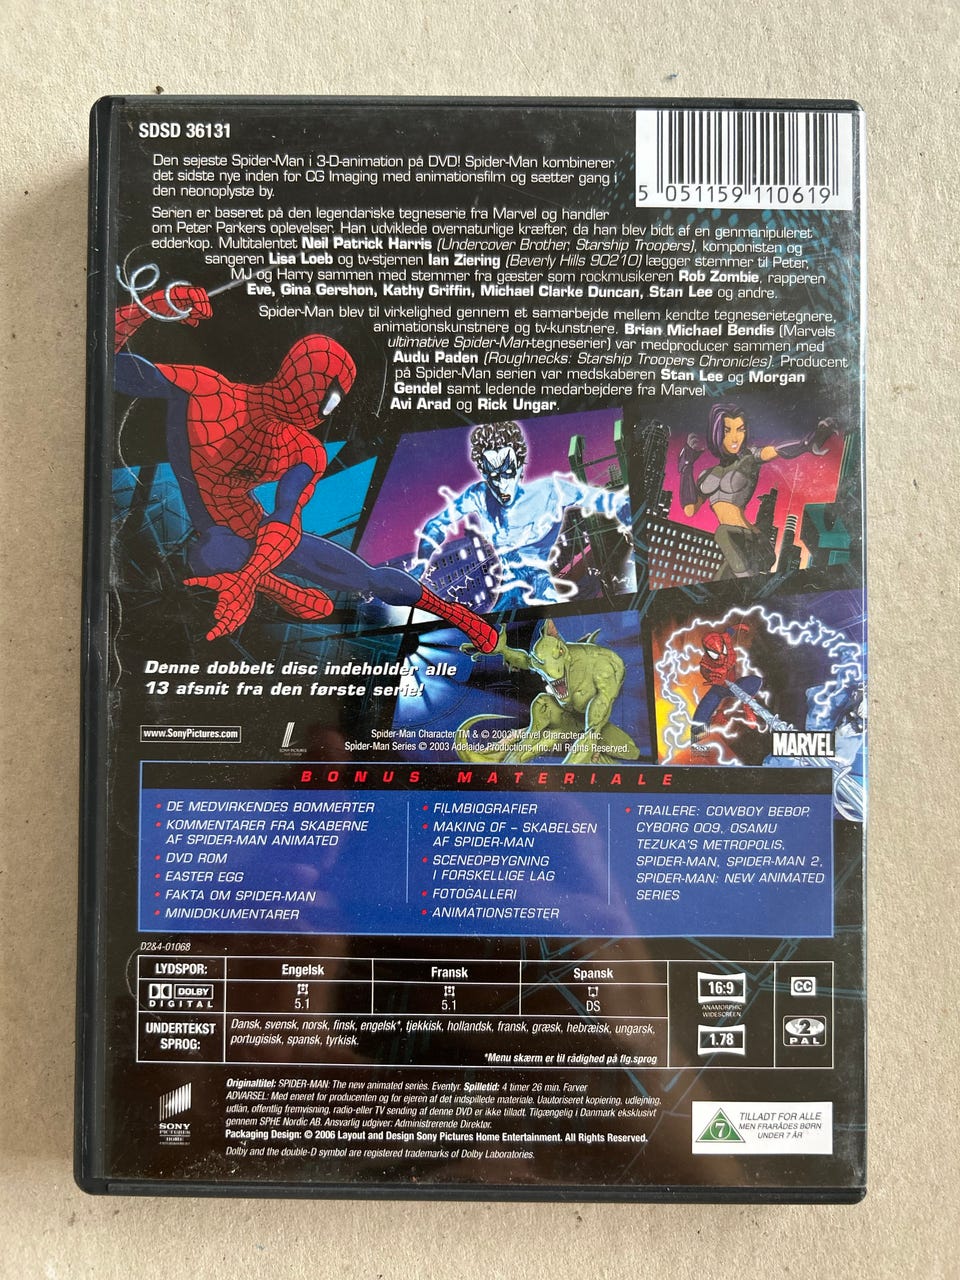 SDSD 36131
5 051159 110619
Den sejeste Spider-Man i 3-D-animation på DVD! Spider-Man kombinerer
det sidste nye inden for CG Imaging med animationsfilm og sætter gang i
den neonoplyste by.
Serien er baseret på den legendariske tegneserie fra Marvel og handler
om Peter Parkers oplevelser. Han udviklede overnaturlige kræfter, da han blev bidt af en genmanipuleret
edderkop. Multitalentet Neil Patrick Harris (Undercover Brother, Starship Troopers), komponisten og
sangeren Lisa Loeb og tv-stjernen Ian Ziering (Beverly Hills 90210) lægger stemmer til Peter,
MJ og Harry sammen med stemmer fra gæster som rockmusikeren Rob Zombie, rapperen
Eve, Gina Gershon, Kathy Griffin, Michael Clarke Duncan, Stan Lee og andre.
Spider-Man blev til virkelighed gennem et samarbejde mellem kendte tegneserietegnere,
animationskunstnere og tv-kunstnere. Brian Michael Bendis (Marvels
ultimative Spider-Man-tegneserier) var medproducer sammen med
Audu Paden (Roughnecks: Starship Troopers Chronicles). Producent
på Spider-Man serien var medskaberen Stan Lee og Morgan
Gendel samt ledende medarbejdere fra Marvel
Avi Arad og Rick Ungar.
Denne dobbelt disc indeholder alle
13 afsnit fra den første serie!
www.SonyPictures.com
Spider-Man Character TM & © 2003 Marvel Characters, Inc.
Spider-Man Series © 2003 Adelaide Productions, Inc. All Rights Reserved.
MARVEL
BONUS MATERIALE
• DE MEDVIRKENDES BOMMERTER
• KOMMENTARER FRA SKABERNE
AF SPIDER-MAN ANIMATED
• DVD ROM
• EASTER EGG
• FAKTA OM SPIDER-MAN
• MINIDOKUMENTARER
• FILMBIOGRAFIER
• MAKING OF – SKABELSEN
AF SPIDER-MAN
• SCENEOPBYGNING
I FORSKELLIGE LAG
• FOTOGALLERI
• ANIMATIONSTESTER
• TRAILERE: COWBOY BEBOP,
CYBORG 009, OSAMU
TEZUKA'S METROPOLIS,
SPIDER-MAN, SPIDER-MAN 2,
SPIDER-MAN: NEW ANIMATED
SERIES
D2&4-01068
LYDSPOR:
DOLBY
DIGITAL
Engelsk
5.1
Fransk
5.1
Spansk
DS
UNDERTEKST
SPROG:
Dansk, svensk, norsk, finsk, engelsk*, tjekkisk, hollandsk, fransk, græsk, hebræisk, ungarsk,
portugisisk, spansk, tyrkisk.
*Menu skærm er til rådighed på flg.sprog
16:9
ANAMORPHIC
WIDESCREEN
1.78
CC
2
PAL
SONY
PICTURES
HOME
Originaltitel: SPIDER-MAN: The new animated series. Eventyr. Spilletid: 4 timer 26 min. Farver
ADVARSEL: Med eneret for producenten og for ejeren af det indspillede materiale. Uautoriseret kopiering, udlejning,
udlån, offentlig fremvisning, radio-eller TV sending af denne DVD er ikke tilladt. Tilgængelig i Danmark eksklusivt
gennem SPHE Nordic AB. Ansvarlig udgiver: Administrerende Direktør.
Packaging Design: © 2006 Layout and Design Sony Pictures Home Entertainment. All Rights Reserved.
Dolby and the double-D symbol are registered trademarks of Dolby Laboratories.
7
TILLADT FOR ALLE
MEN FRARÅDES BØRN
UNDER 7 ÅR